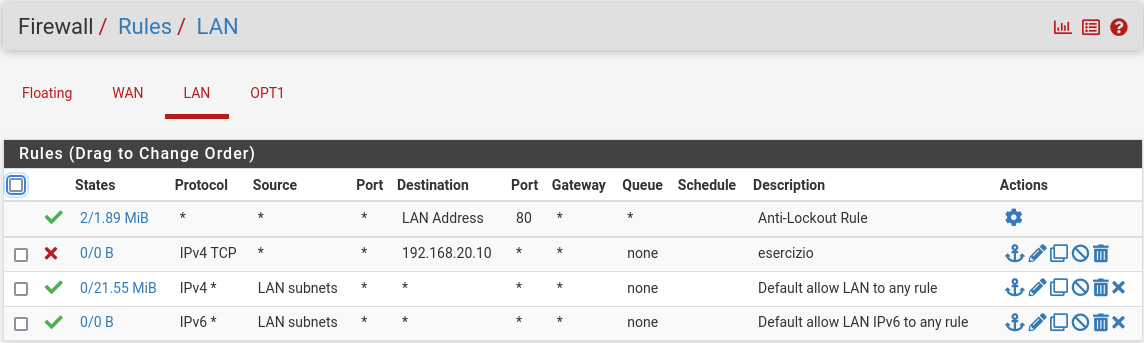 Firewall / Rules / LAN
Floating WAN LAN OPT1
Rules (Drag to Change Order)
States Protocol Source Port Destination Port Gateway Queue Schedule Description Actions
2/1.89 MiB * * * LAN Address 80 * * Anti-Lockout Rule
0/0 B IPv4 TCP * * 192.168.20.10 * * none esercizio
0/21.55 MiB IPv4 * LAN subnets * * * * none Default allow LAN to any rule
0/0 B IPv6 * LAN subnets * * * * none Default allow LAN IPv6 to any rule